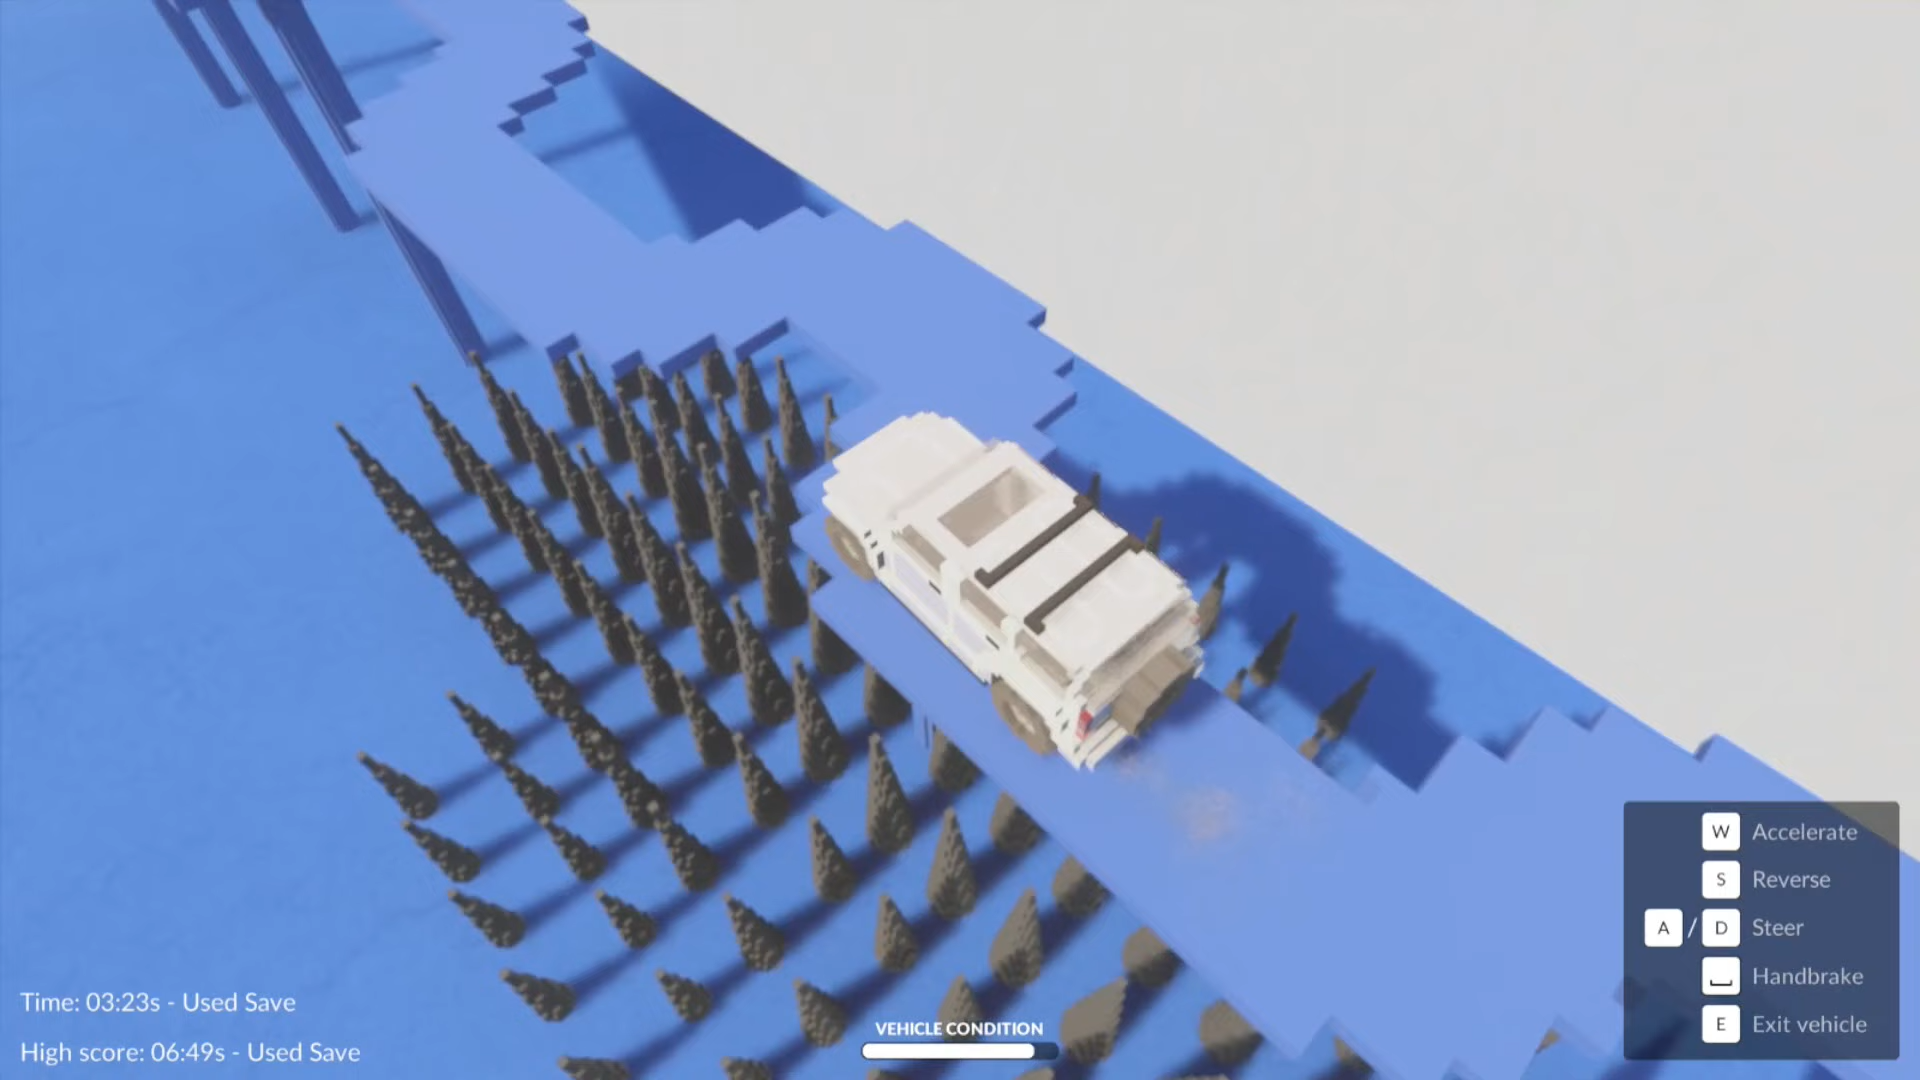 W Accelerate
S Reverse
A / D Steer
Handbrake
E Exit vehicle
Time: 03:23s - Used Save
High score: 06:49s - Used Save
VEHICLE CONDITION